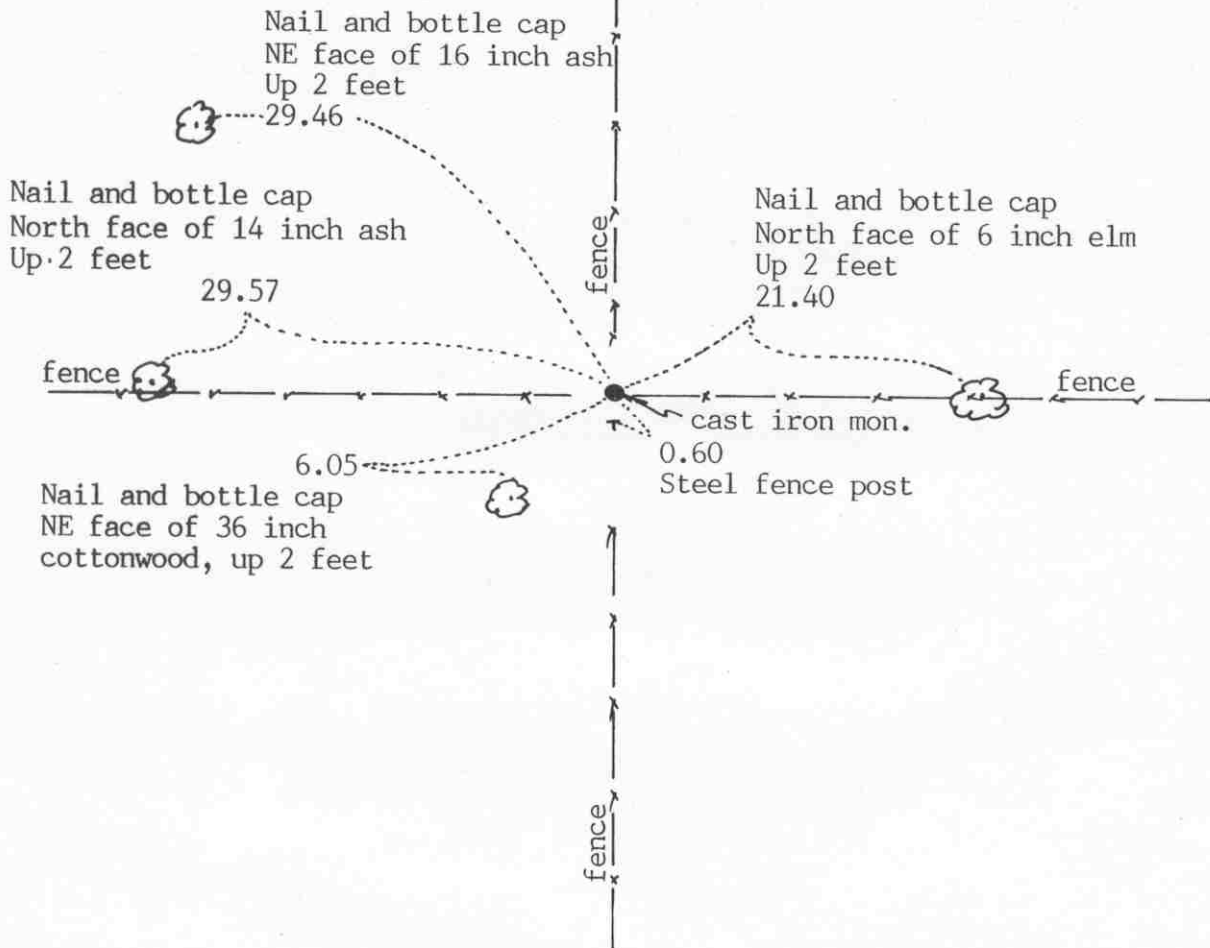 Nail and bottle cap
NE face of 16 inch ash
Up 2 feet
29.46
Nail and bottle cap
North face of 14 inch ash
Up 2 feet
29.57
fence
Nail and bottle cap
North face of 6 inch elm
Up 2 feet
21.40
fence
fence
cast iron mon.
0.60
Steel fence post
6.05
Nail and bottle cap
NE face of 36 inch
cottonwood, up 2 feet
fence